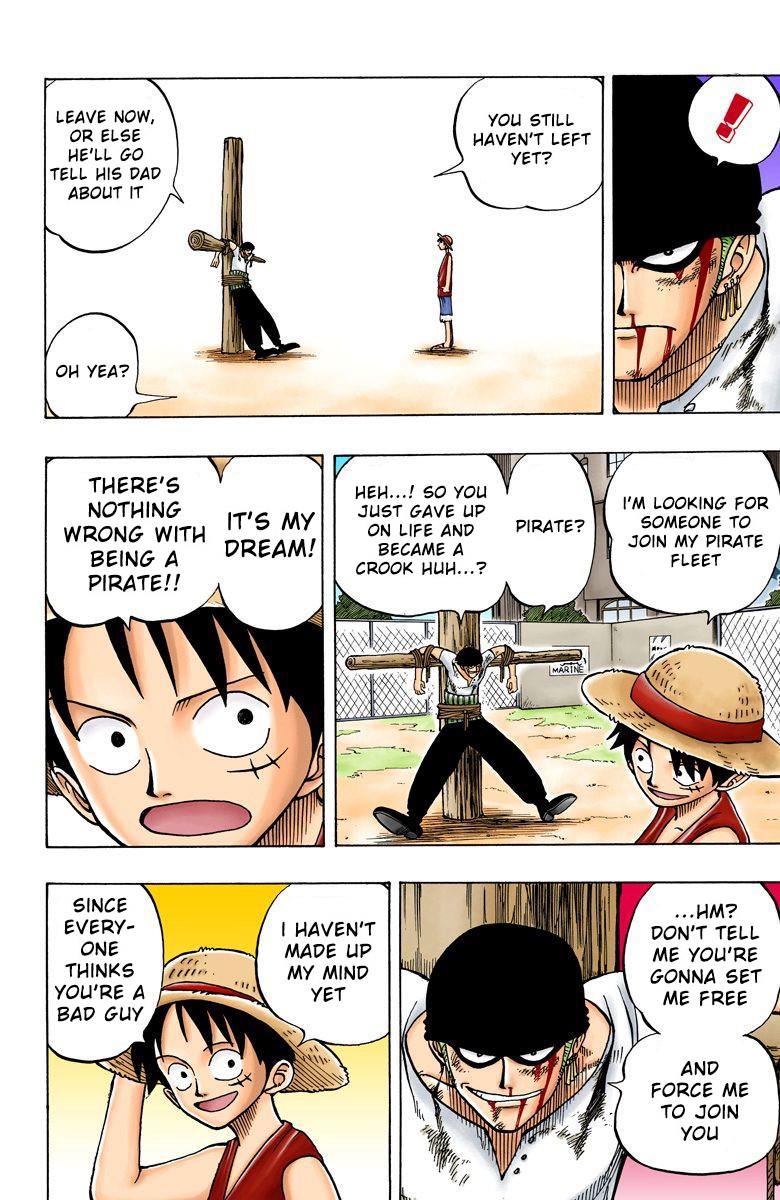 !
YOU STILL
HAVEN'T LEFT
YET?
LEAVE NOW,
OR ELSE
HE'LL GO
TELL HIS DAD
ABOUT IT
OH YEA?
I'M LOOKING FOR
SOMEONE TO
JOIN MY PIRATE
FLEET
PIRATE?
HEH...! SO YOU
JUST GAVE UP
ON LIFE AND
BECAME A
CROOK HUH...?
MARINE
IT'S MY
DREAM!
THERE'S
NOTHING
WRONG WITH
BEING A
PIRATE!!
...HM?
DON'T TELL
ME YOU'RE
GONNA SET
ME FREE
AND
FORCE ME
TO JOIN
YOU
I HAVEN'T
MADE UP
MY MIND
YET
SINCE
EVERY-
ONE
THINKS
YOU'RE A
BAD GUY